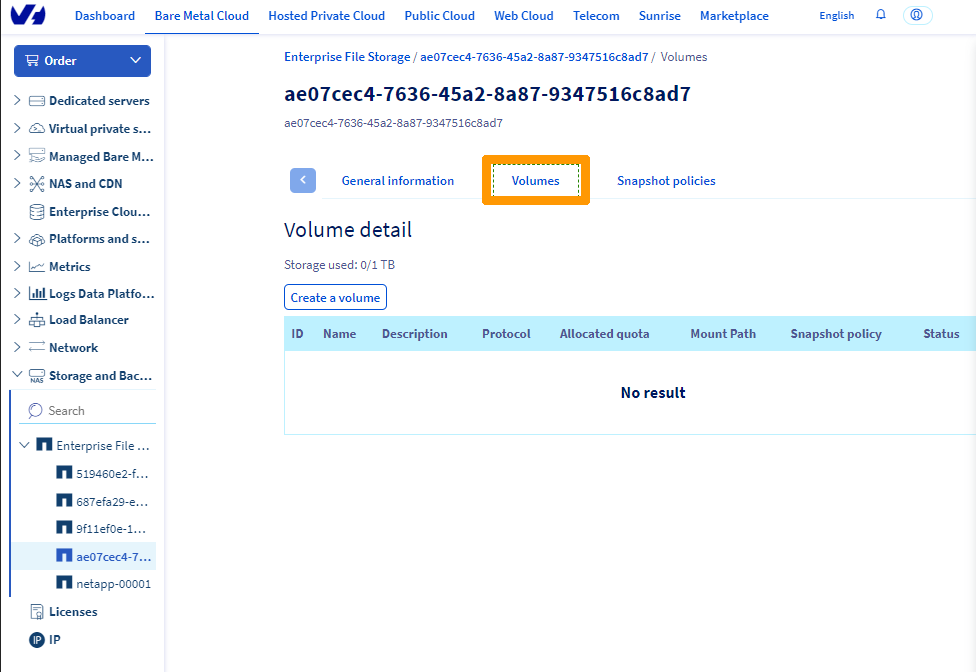 Dashboard Bare Metal Cloud Hosted Private Cloud Public Cloud Web Cloud Telecom Sunrise Marketplace English
Order
Dedicated servers
Virtual private s...
Managed Bare M...
NAS and CDN
Enterprise Clou...
Platforms and s...
Metrics
Logs Data Platfo...
Load Balancer
Network
NAS Storage and Bac...
Search
Enterprise File ...
519460e2-f...
687efa29-e...
9f11ef0e-1...
ae07cec4-7...
netapp-00001
Licenses
IP IP
Enterprise File Storage / ae07cec4-7636-45a2-8a87-9347516c8ad7 / Volumes
ae07cec4-7636-45a2-8a87-9347516c8ad7
ae07cec4-7636-45a2-8a87-9347516c8ad7
General information Volumes Snapshot policies
Volume detail
Storage used: 0/1 TB
Create a volume
ID Name Description Protocol Allocated quota Mount Path Snapshot policy Status
No result